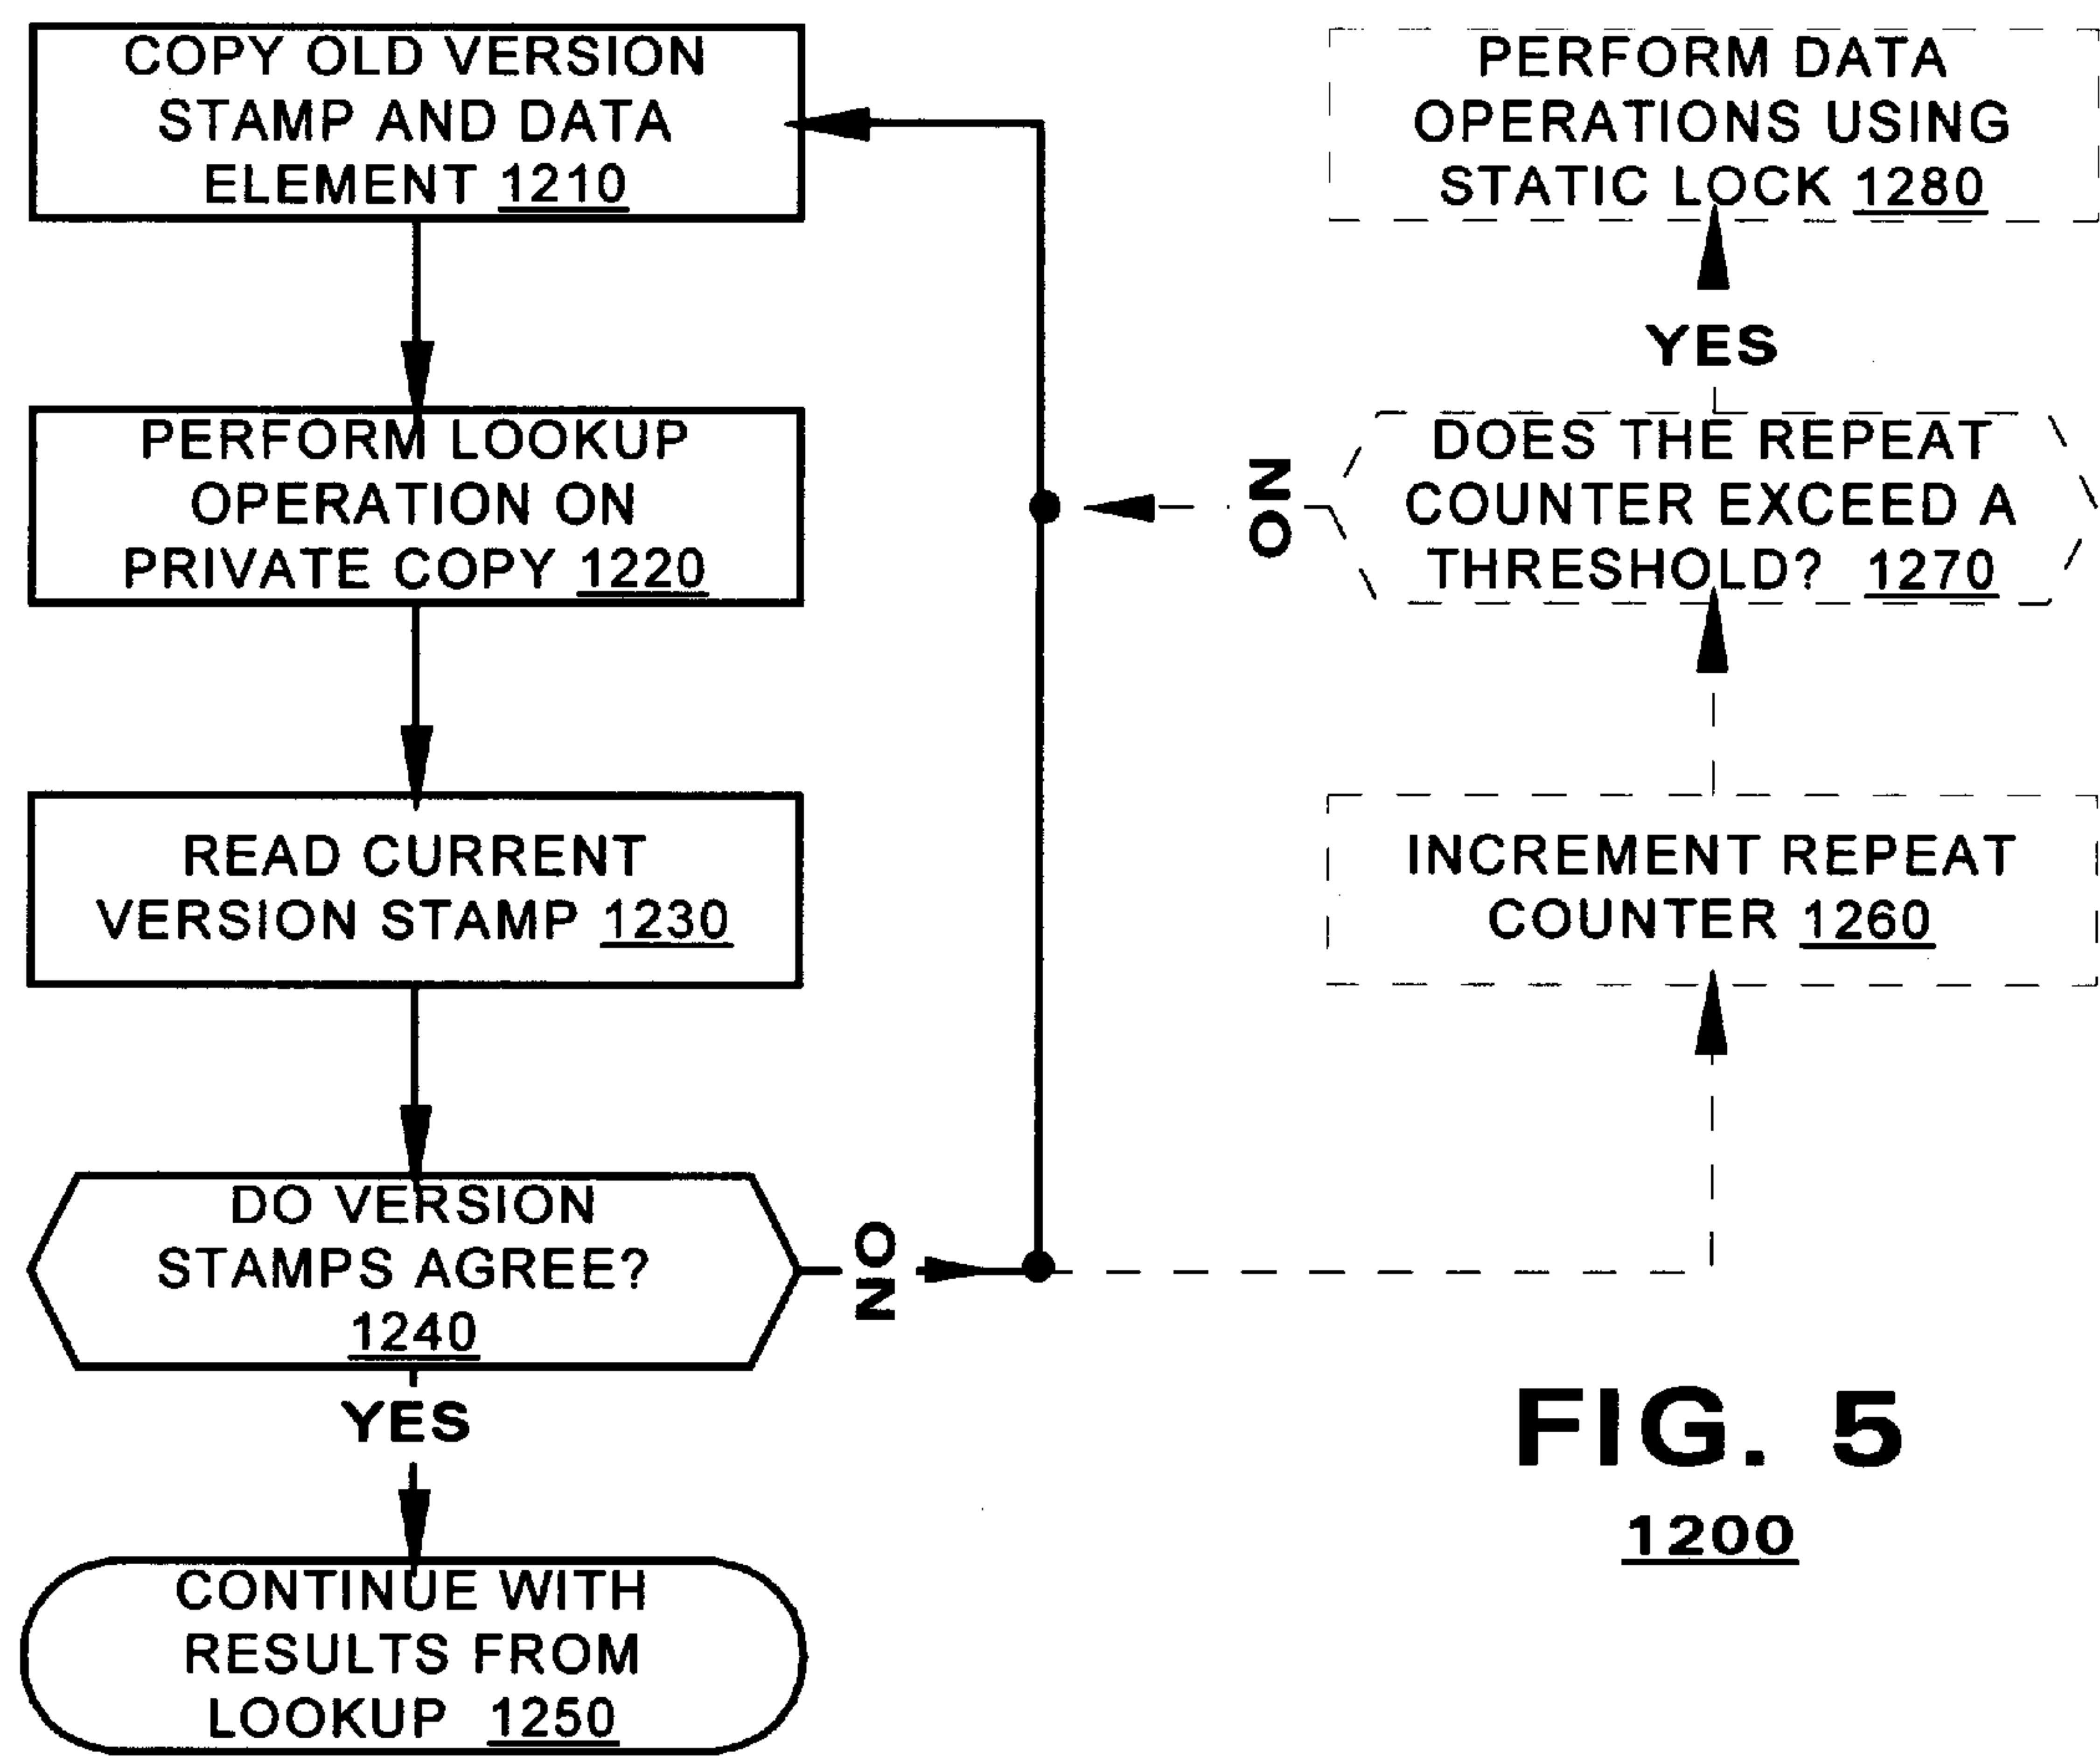 COPY OLD VERSION
STAMP AND DATA
ELEMENT 1210
PERFORM LOOKUP
OPERATION ON
PRIVATE COPY 1220
READ CURRENT
VERSION STAMP 1230
DO VERSION
STAMPS AGREE?
1240
NO
YES
CONTINUE WITH
RESULTS FROM
LOOKUP 1250
PERFORM DATA
OPERATIONS USING
STATIC LOCK 1280
YES
DOES THE REPEAT
COUNTER EXCEED A
THRESHOLD? 1270
NO
INCREMENT REPEAT
COUNTER 1260
FIG. 5
1200